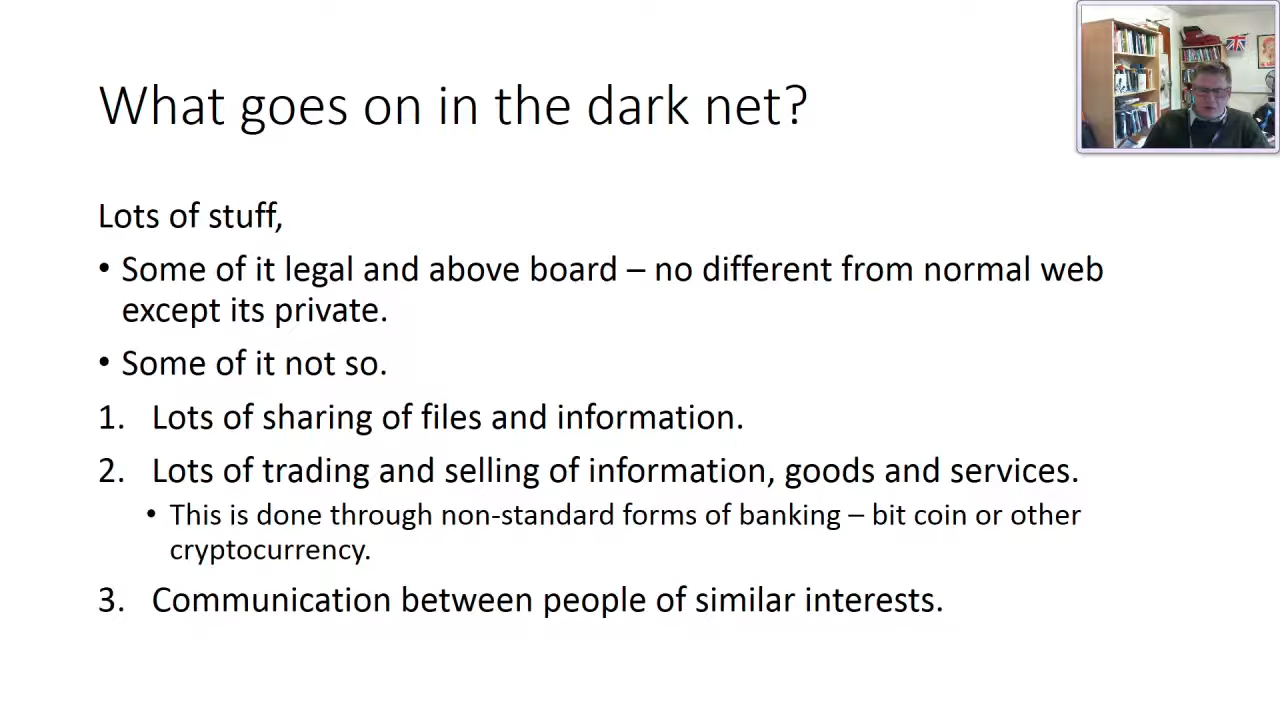 What goes on in the dark net?
Lots of stuff,
• Some of it legal and above board – no different from normal web
except its private.
• Some of it not so.
1. Lots of sharing of files and information.
2. Lots of trading and selling of information, goods and services.
• This is done through non-standard forms of banking – bit coin or other
cryptocurrency.
3. Communication between people of similar interests.